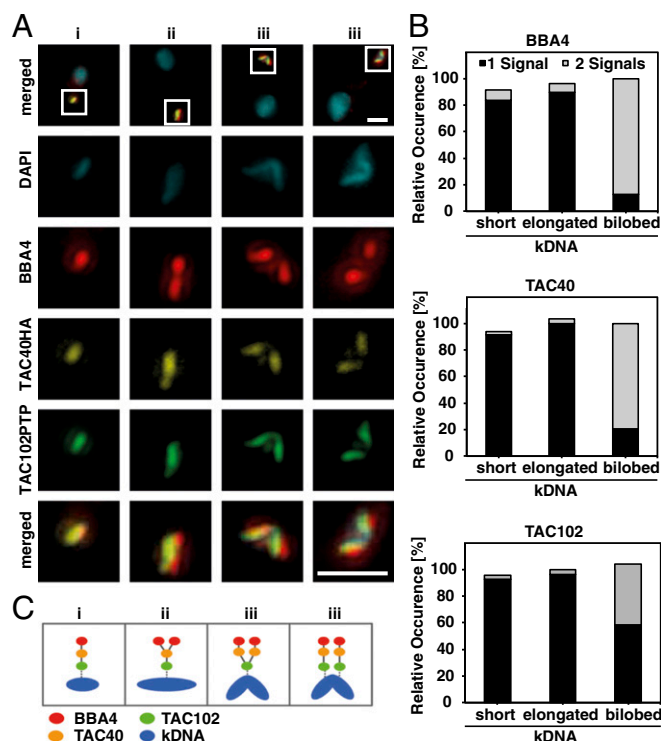 A
i ii iii iii
merged
DAPI
BBA4
TAC40HA
TAC102PTP
merged
B
BBA4
1 Signal 2 Signals
Relative Occurence [%]
100
80
60
40
20
0
short elongated bilobed
kDNA
TAC40
Relative Occurence [%]
100
80
60
40
20
0
short elongated bilobed
kDNA
TAC102
Relative Occurence [%]
100
80
60
40
20
0
short elongated bilobed
kDNA
C
i ii iii iii
BBA4 TAC102
TAC40 kDNA